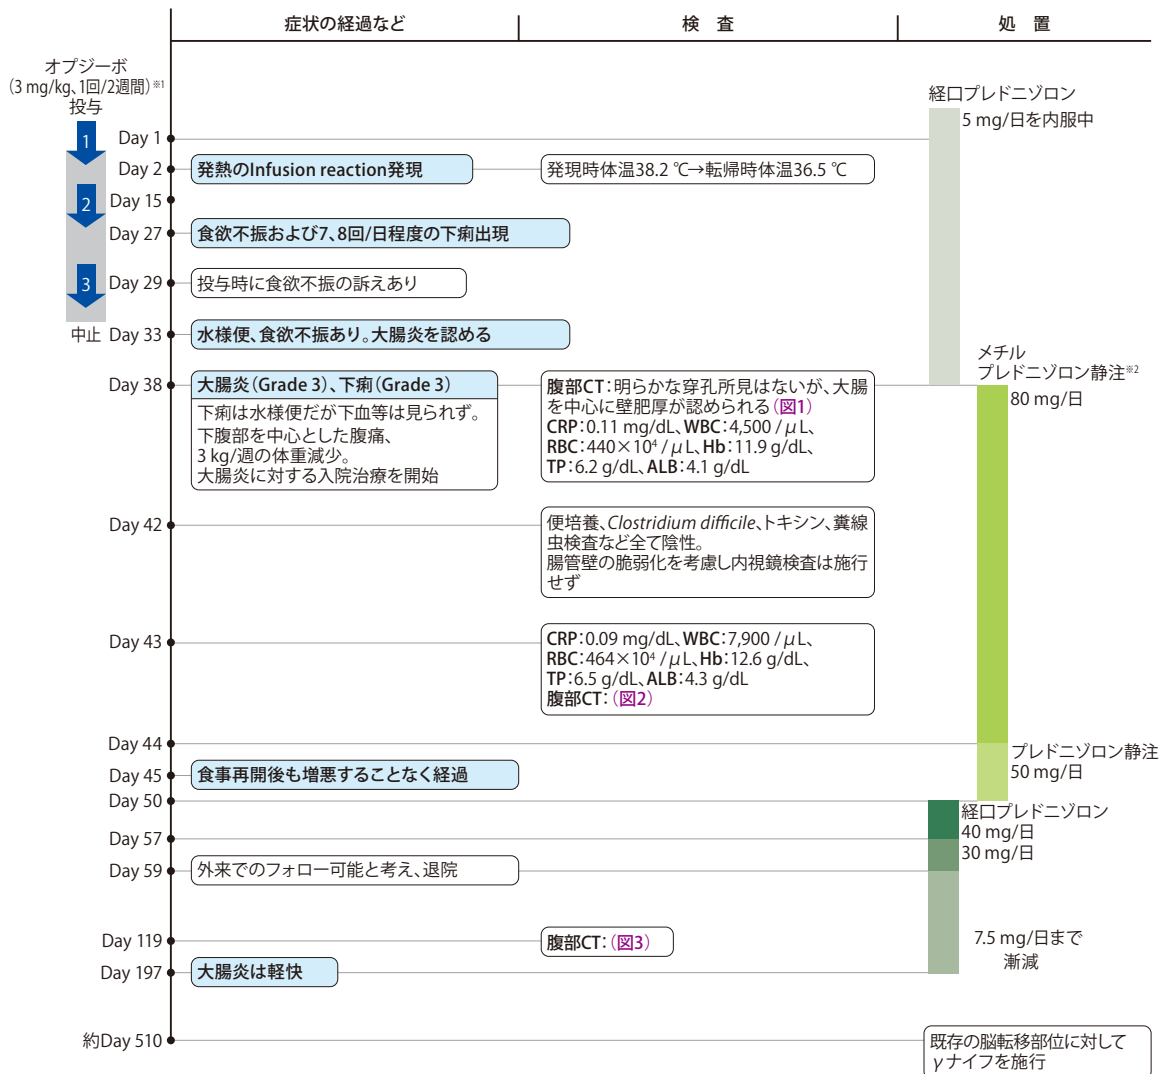 症状の経過など
検　査
処　置
オプジーボ
（3 mg/kg、1回/2週間）※1
投与
経口プレドニゾロン
5 mg/日を内服中
1
Day 1
Day 2
発熱のInfusion reaction発現
発現時体温38.2 ℃→転帰時体温36.5 ℃
2
Day 15
Day 27
食欲不振および7、8回/日程度の下痢出現
3
Day 29
投与時に食欲不振の訴えあり
中止
Day 33
水様便、食欲不振あり。大腸炎を認める
メチル
プレドニゾロン静注※2
80 mg/日
Day 38
大腸炎（Grade 3）、下痢（Grade 3）
下痢は水様便だが下血等は見られず。
下腹部を中心とした腹痛、
3 kg/週の体重減少。
大腸炎に対する入院治療を開始
腹部CT：明らかな穿孔所見はないが、大腸
を中心に壁肥厚が認められる（図1）
CRP：0.11 mg/dL、WBC：4,500 /μL、
RBC：440×10⁴ /μL、Hb：11.9 g/dL、
TP：6.2 g/dL、ALB：4.1 g/dL
Day 42
便培養、Clostridium difficile、トキシン、糞線
虫検査など全て陰性。
腸管壁の脆弱化を考慮し内視鏡検査は施行
せず
Day 43
CRP：0.09 mg/dL、WBC：7,900 /μL、
RBC：464×10⁴ /μL、Hb：12.6 g/dL、
TP：6.5 g/dL、ALB：4.3 g/dL
腹部CT：（図2）
Day 44
プレドニゾロン静注
50 mg/日
Day 45
食事再開後も増悪することなく経過
Day 50
経口プレドニゾロン
40 mg/日
Day 57
30 mg/日
Day 59
外来でのフォロー可能と考え、退院
Day 119
腹部CT：（図3）
7.5 mg/日まで
漸減
Day 197
大腸炎は軽快
約Day 510
既存の脳転移部位に対して
γナイフを施行